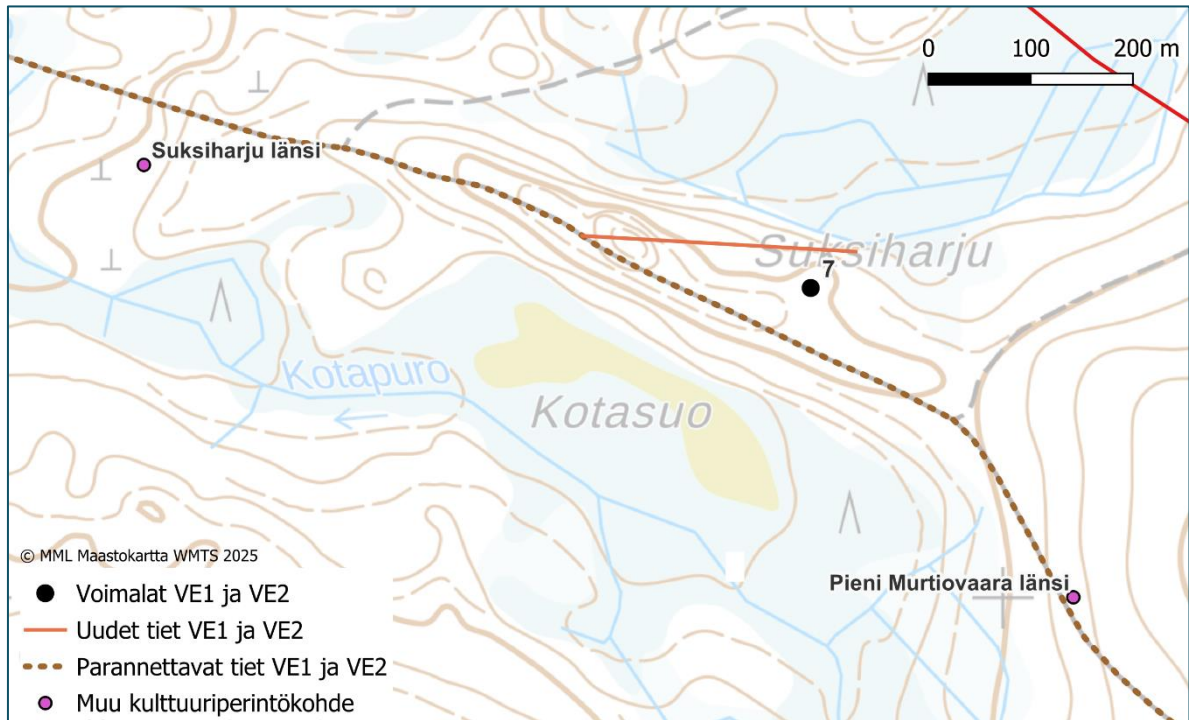 0 100 200 m
Suksiharju länsi
Suksiharju
7
Kotapuro
Kotasuo
Pieni Murtiovaara länsi
© MML Maastokartta WMTS 2025
Voimalat VE1 ja VE2
Uudet tiet VE1 ja VE2
Parannettavat tiet VE1 ja VE2
Muu kulttuuriperintökohde